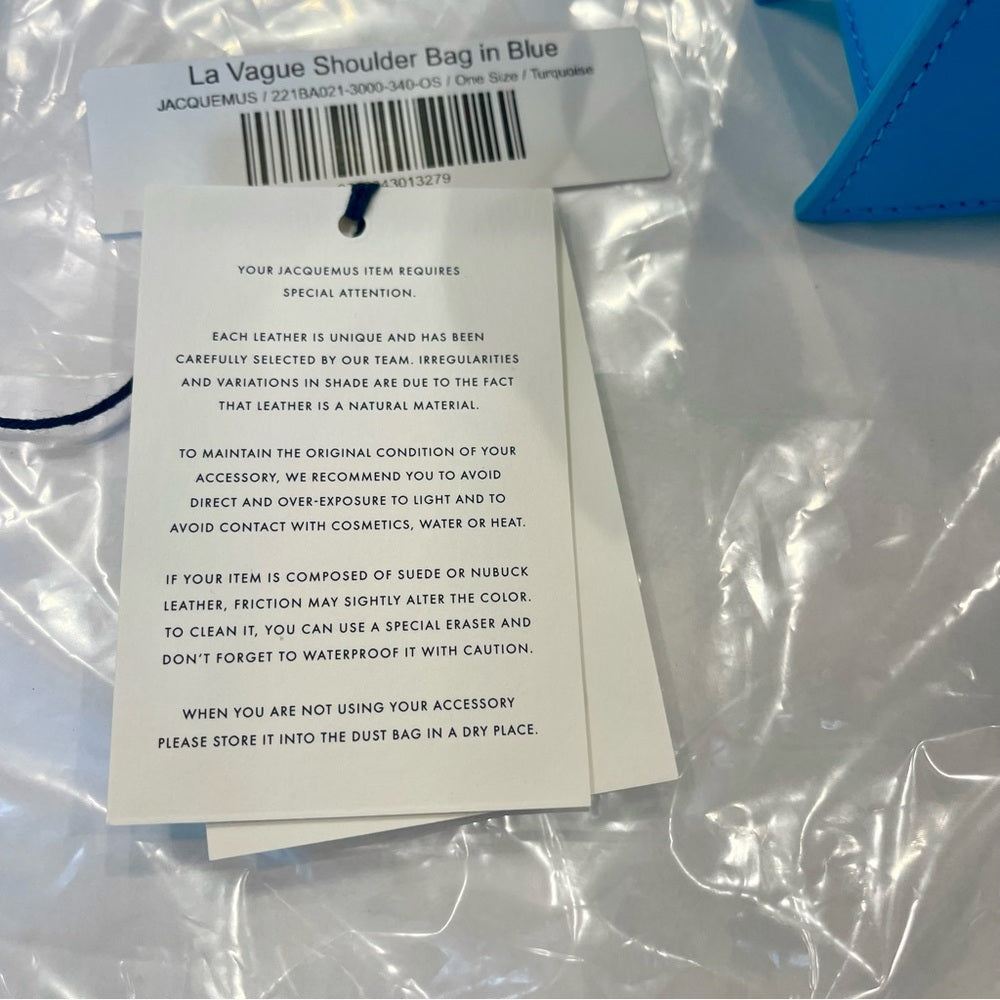 La Vague Shoulder Bag in Blue
JACQUEMUS / 221BA021-3000-340-OS / One Size / Turquoise
43013279
YOUR JACQUEMUS ITEM REQUIRES
SPECIAL ATTENTION.
EACH LEATHER IS UNIQUE AND HAS BEEN
CAREFULLY SELECTED BY OUR TEAM. IRREGULARITIES
AND VARIATIONS IN SHADE ARE DUE TO THE FACT
THAT LEATHER IS A NATURAL MATERIAL.
TO MAINTAIN THE ORIGINAL CONDITION OF YOUR
ACCESSORY, WE RECOMMEND YOU TO AVOID
DIRECT AND OVER-EXPOSURE TO LIGHT AND TO
AVOID CONTACT WITH COSMETICS, WATER OR HEAT.
IF YOUR ITEM IS COMPOSED OF SUEDE OR NUBUCK
LEATHER, FRICTION MAY SIGHTLY ALTER THE COLOR.
TO CLEAN IT, YOU CAN USE A SPECIAL ERASER AND
DON'T FORGET TO WATERPROOF IT WITH CAUTION.
WHEN YOU ARE NOT USING YOUR ACCESSORY
PLEASE STORE IT INTO THE DUST BAG IN A DRY PLACE.